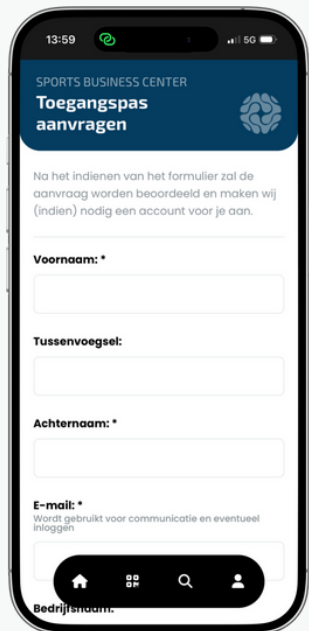 13:59
5G
SPORTS BUSINESS CENTER
Toegangspas
aanvragen
Na het indienen van het formulier zal de
aanvraag worden beoordeeld en maken wij
(indien) nodig een account voor je aan.
Voornaam: *
Tussenvoegsel:
Achternaam: *
E-mail: *
Wordt gebruikt voor communicatie en eventueel
inloggen
Bedrijfsnaam: